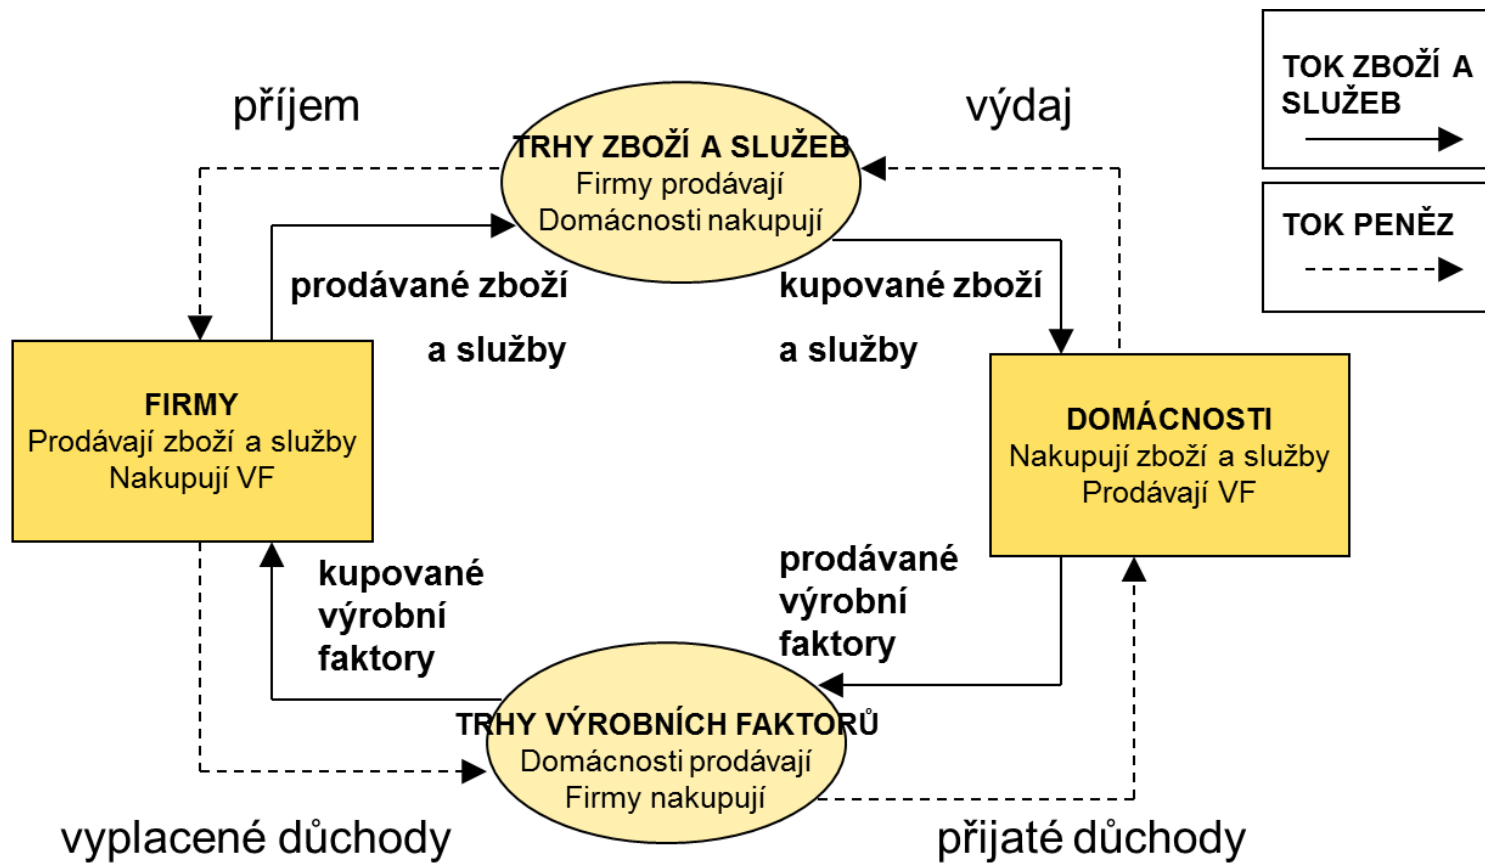 příjem
výdaj
TOK ZBOŽÍ A
SLUŽEB
TRHY ZBOŽÍ A SLUŽEB
Firmy prodávají
Domácnosti nakupují
TOK PENĚZ
prodávané zboží
a služby
kupované zboží
a služby
FIRMY
Prodávají zboží a služby
Nakupují VF
DOMÁCNOSTI
Nakupují zboží a služby
Prodávají VF
kupované
výrobní
faktory
prodávané
výrobní
faktory
TRHY VÝROBNÍCH FAKTORŮ
Domácnosti prodávají
Firmy nakupují
vyplacené důchody
přijaté důchody